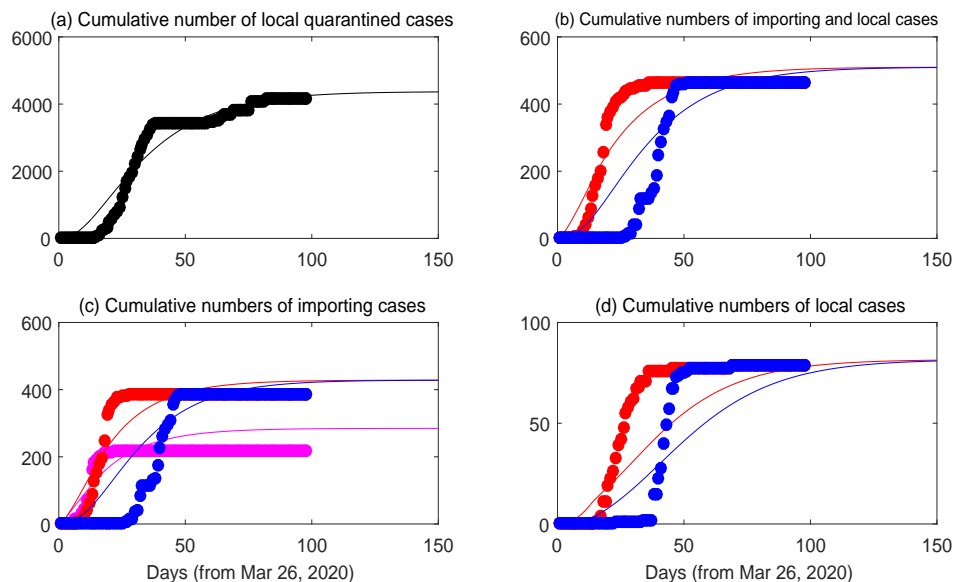 (a) Cumulative number of local quarantined cases
6000
4000
2000
0
0 50 100 150
(b) Cumulative numbers of importing and local cases
600
400
200
0
0 50 100 150
(c) Cumulative numbers of importing cases
600
400
200
0
0 50 100 150
Days (from Mar 26, 2020)
(d) Cumulative numbers of local cases
100
50
0
0 50 100 150
Days (from Mar 26, 2020)